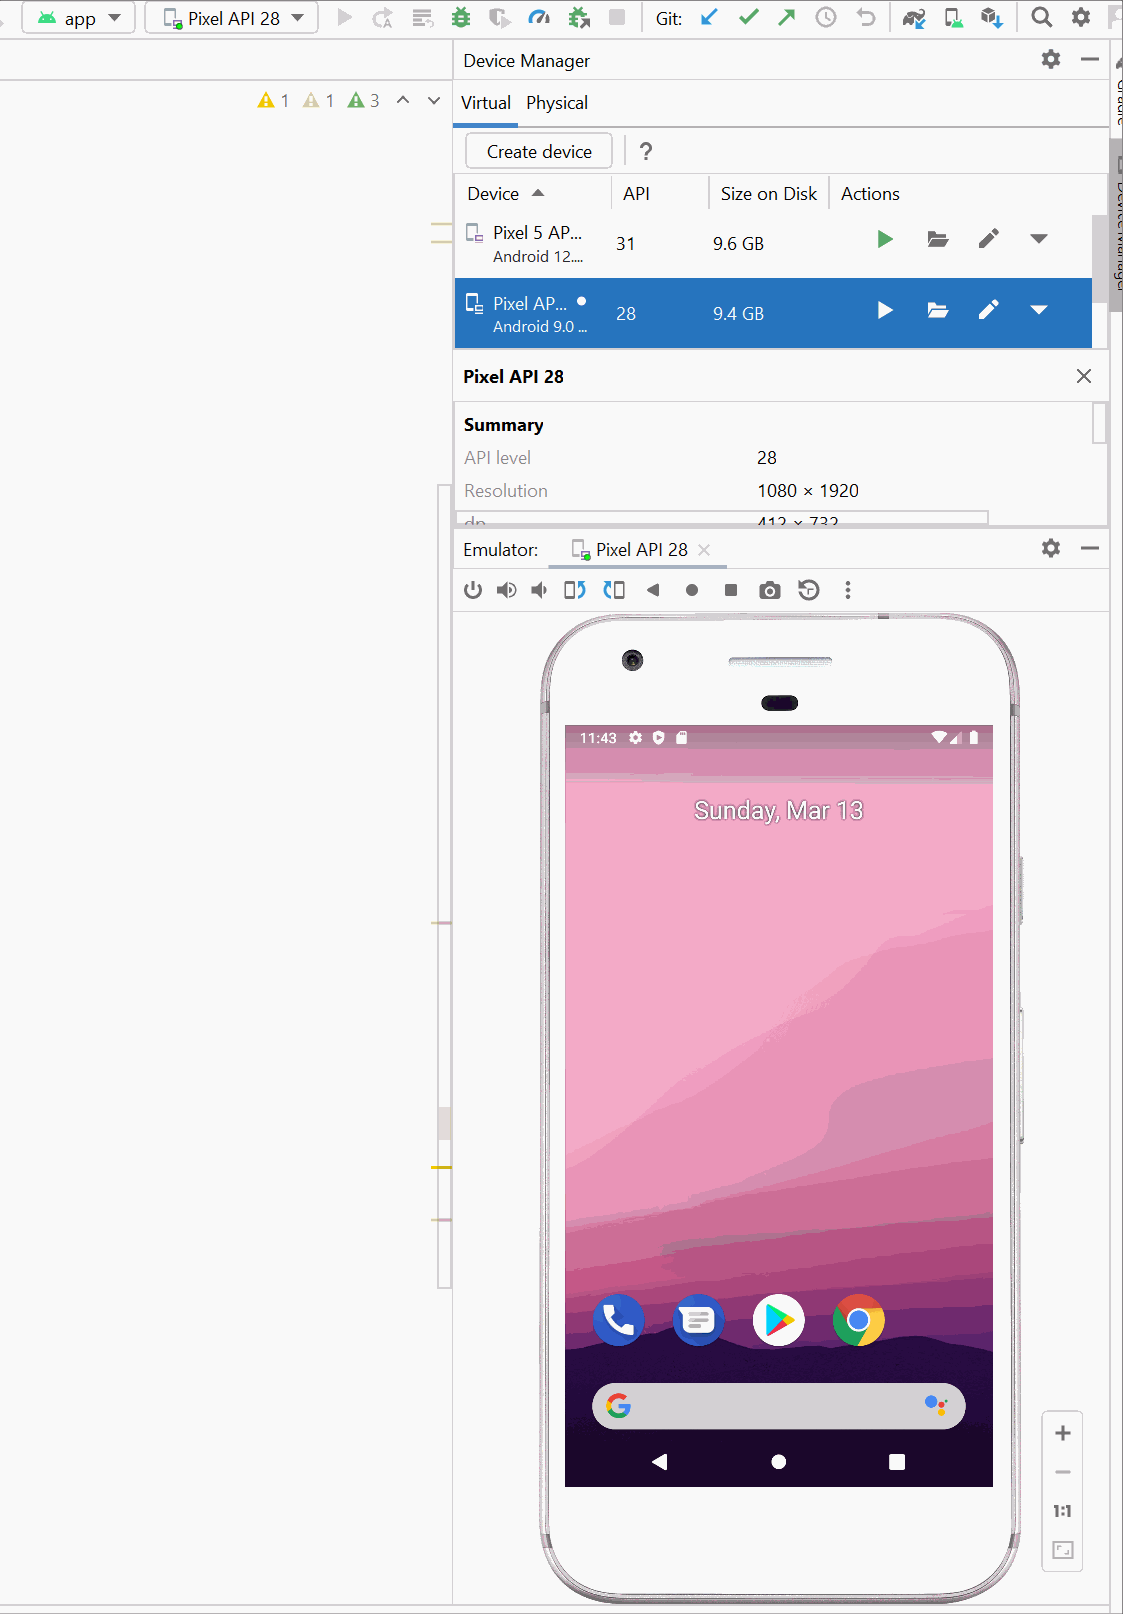 app
Pixel API 28
Git:
Device Manager
1
1
3
Virtual
Physical
Create device
?
Device
API
Size on Disk
Actions
Pixel 5 AP...
Android 12....
31
9.6 GB
Pixel AP...
Android 9.0 ...
28
9.4 GB
Pixel API 28
Summary
API level
28
Resolution
1080 × 1920
dp
412 × 732
Emulator:
Pixel API 28
11:43
Sunday, Mar 13
1:1
Gradle
Device Manager